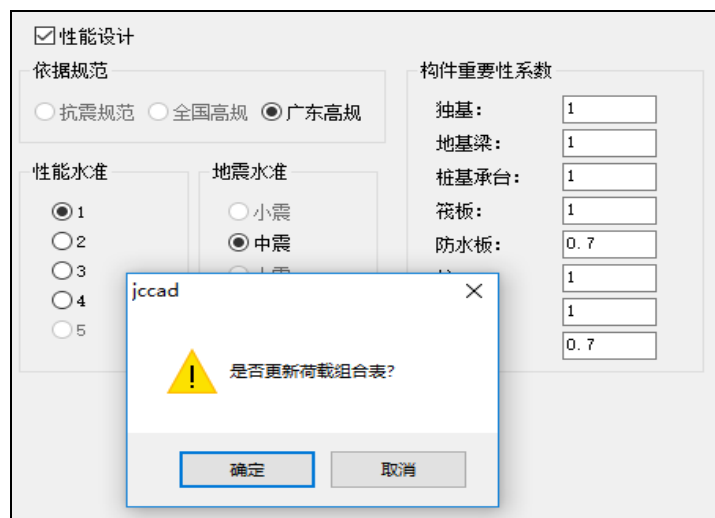 性能设计
依据规范
抗震规范 全国高规 广东高规
性能水准
1
2
3
4
5
地震水准
小震
中震
构件重要性系数
独基: 1
地基梁: 1
桩基承台: 1
筏板: 1
防水板: 0.7
1
1
0.7
jccad
是否更新荷载组合表?
确定 取消